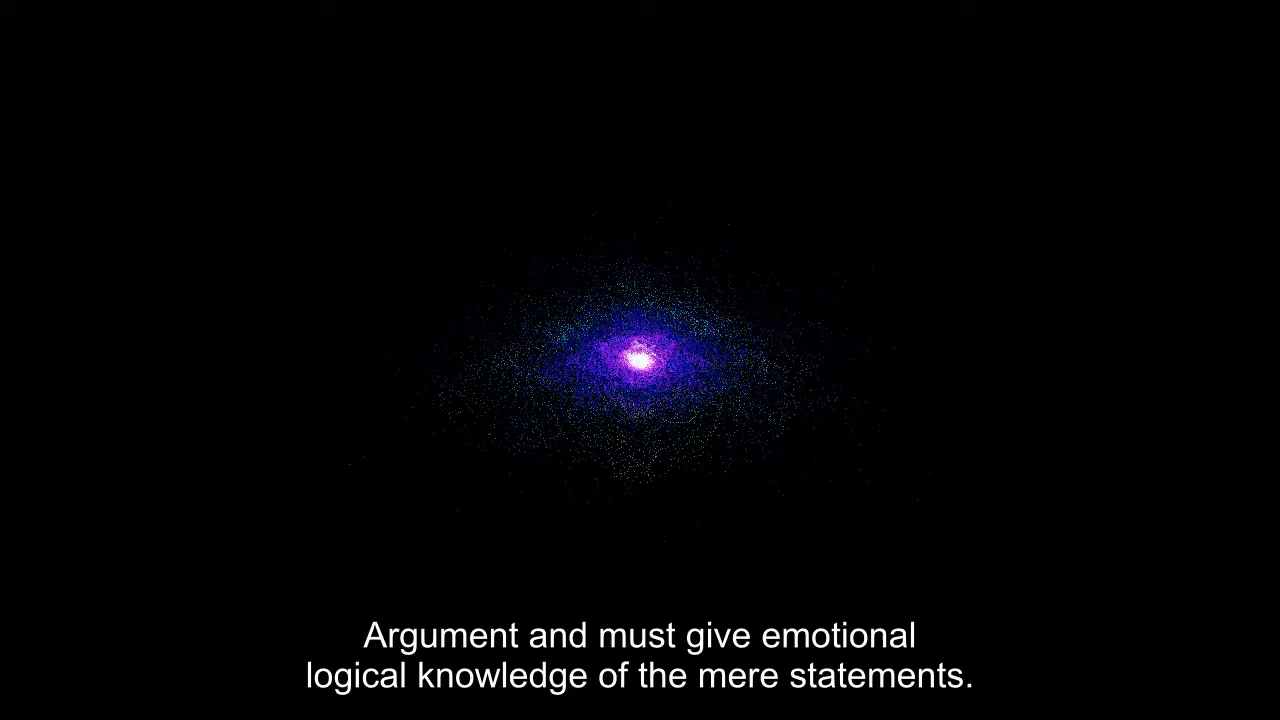 Argument and must give emotional
logical knowledge of the mere statements.